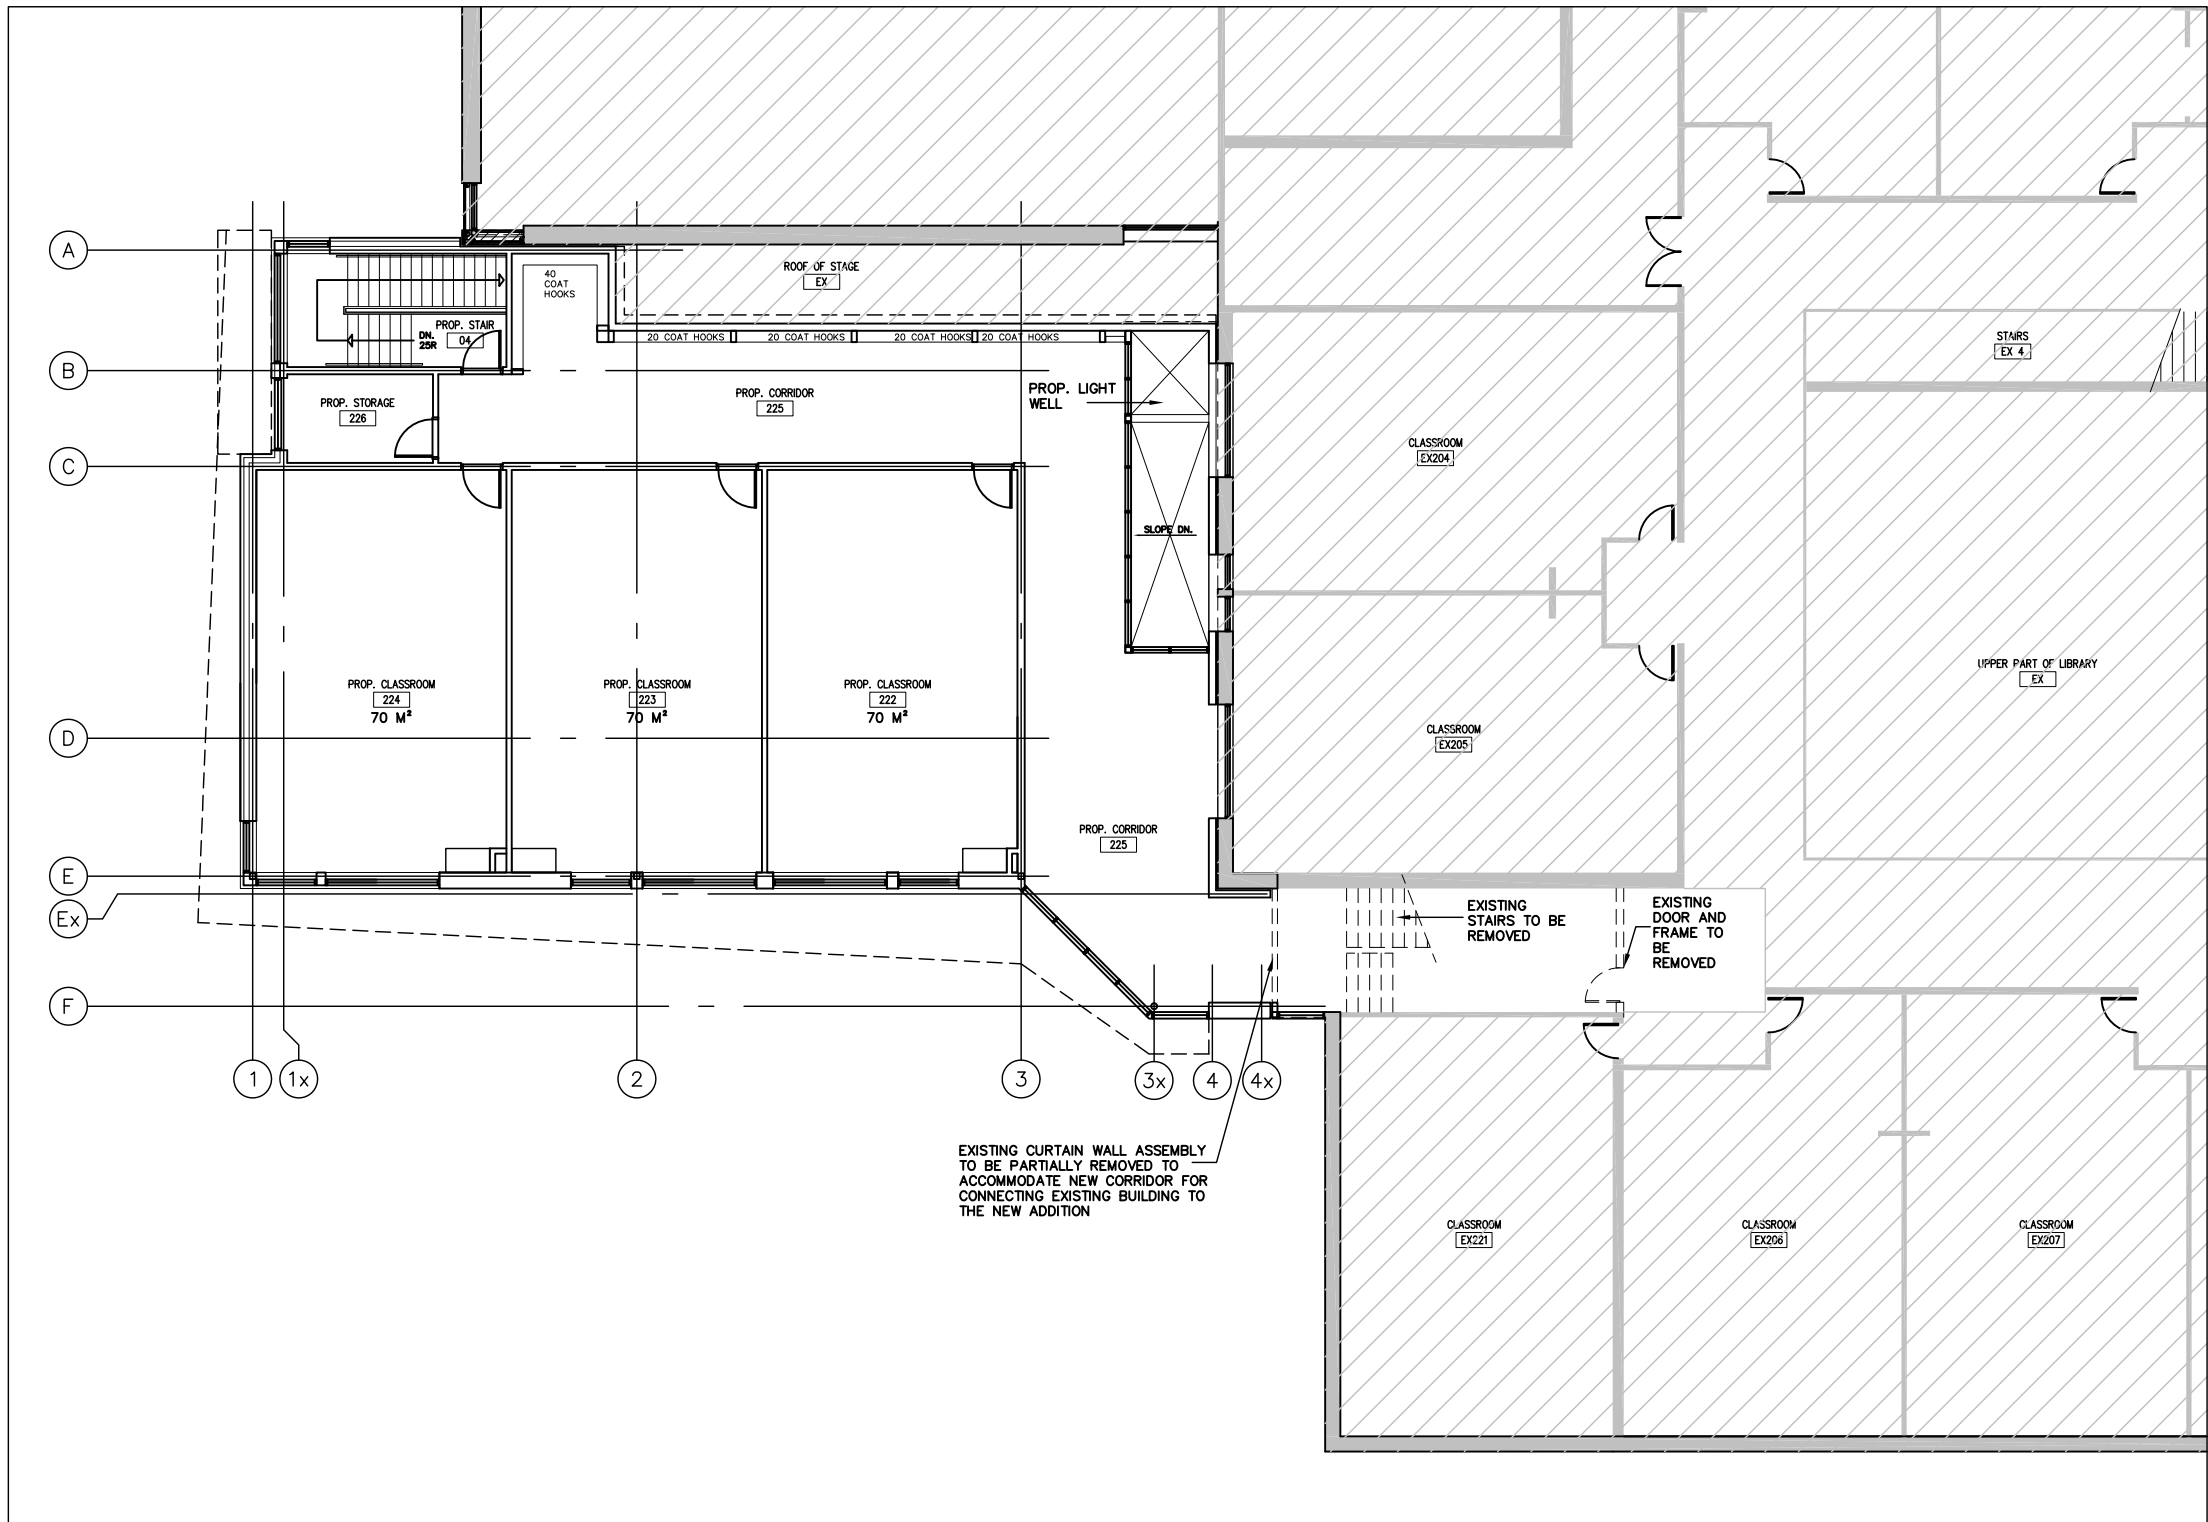 A
ROOF OF STAGE
EX
40
COAT
HOOKS
PROP. STAIR
04
DN.
25R
20 COAT HOOKS
20 COAT HOOKS
20 COAT HOOKS
20 COAT HOOKS
STAIRS
EX 4
B
PROP. STORAGE
226
PROP. CORRIDOR
225
PROP. LIGHT
WELL
CLASSROOM
EX204
C
SLOPE DN.
UPPER PART OF LIBRARY
EX
PROP. CLASSROOM
224
70 M²
PROP. CLASSROOM
223
70 M²
PROP. CLASSROOM
222
70 M²
D
CLASSROOM
EX205
PROP. CORRIDOR
225
E
Ex
EXISTING
STAIRS TO BE
REMOVED
EXISTING
DOOR AND
FRAME TO
BE
REMOVED
F
1
1x
2
3
3x
4
4x
EXISTING CURTAIN WALL ASSEMBLY
TO BE PARTIALLY REMOVED TO
ACCOMMODATE NEW CORRIDOR FOR
CONNECTING EXISTING BUILDING TO
THE NEW ADDITION
CLASSROOM
EX221
CLASSROOM
EX206
CLASSROOM
EX207